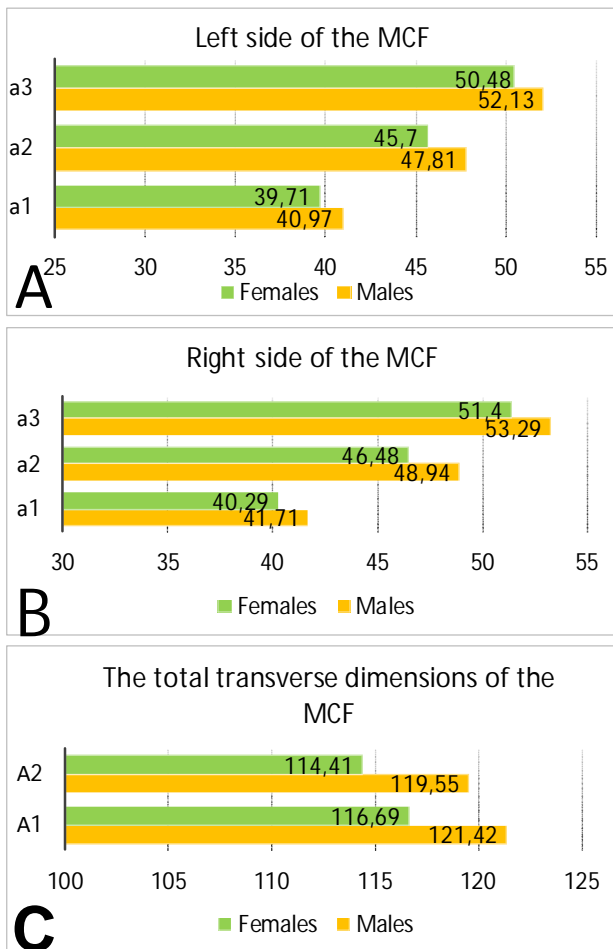 Left side of the MCF
a3
50,48
52,13
a2
45,7
47,81
a1
39,71
40,97
25 30 35 40 45 50 55
A
Females Males
Right side of the MCF
a3
51,4
53,29
a2
46,48
48,94
a1
40,29
41,71
30 35 40 45 50 55
B
Females Males
The total transverse dimensions of the
MCF
A2
114,41
119,55
A1
116,69
121,42
100 105 110 115 120 125
C
Females Males